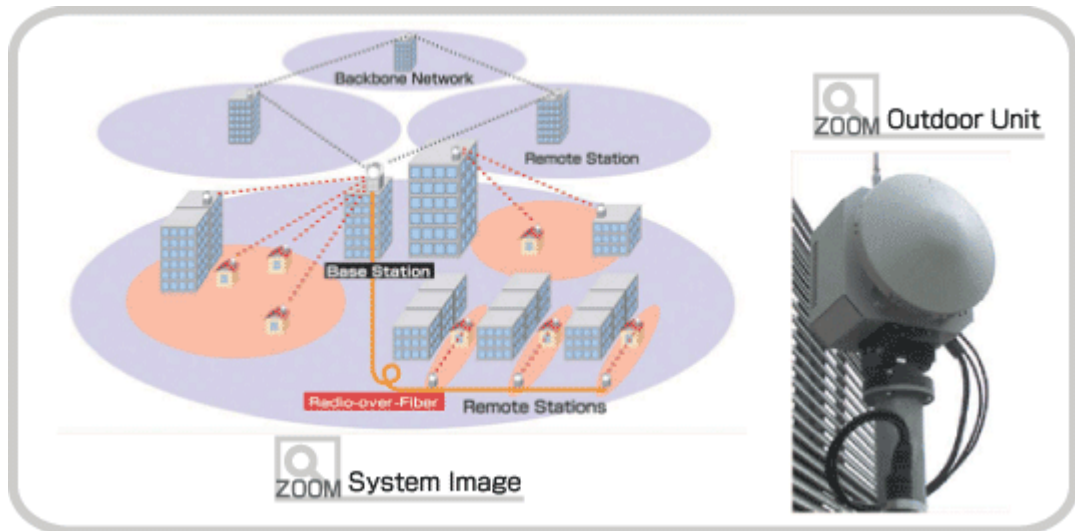 Backbone Network
Remote Station
Base Station
Radio-over-Fiber
Remote Stations
ZOOM System Image
ZOOM Outdoor Unit